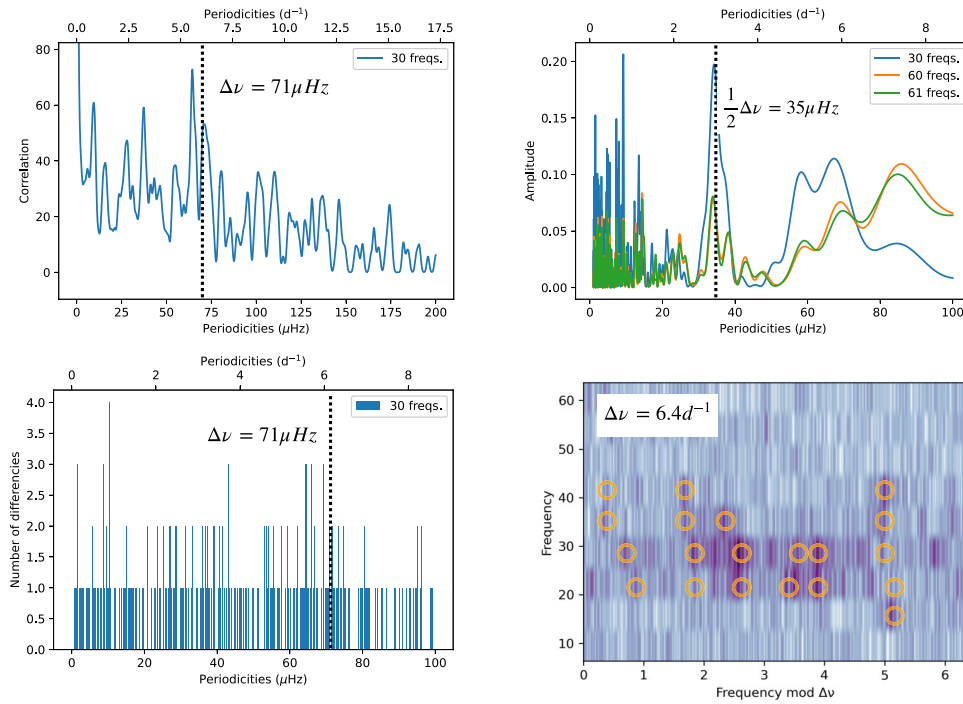 Periodicities (d⁻¹)
0.0 2.5 5.0 7.5 10.0 12.5 15.0 17.5
80
60
40
20
0
Correlation
30 freqs.
Δν = 71μHz
0 25 50 75 100 125 150 175 200
Periodicities (μHz)
Periodicities (d⁻¹)
0 1 2 3 4 5 6 7 8
0.20
0.15
0.10
0.05
0.00
Amplitude
30 freqs.
60 freqs.
61 freqs.
1/2 Δν = 35μHz
0 20 40 60 80 100
Periodicities (μHz)
Periodicities (d⁻¹)
0 2 4 6 8
4.0
3.5
3.0
2.5
2.0
1.5
1.0
0.5
0.0
Number of differencies
30 freqs.
Δν = 71μHz
0 20 40 60 80 100
Periodicities (μHz)
Δν = 6.4d⁻¹
60
50
40
30
20
10
Frequency
0 1 2 3 4 5 6
Frequency mod Δν